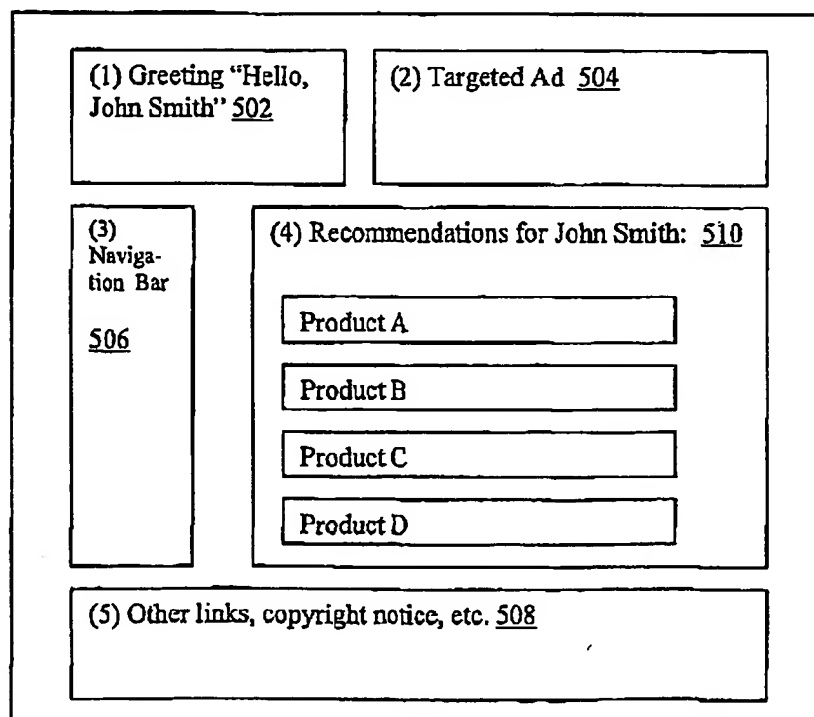 (1) Greeting “Hello,
John Smith” 502
(2) Targeted Ad 504
(3)
Naviga-
tion Bar
506
(4) Recommendations for John Smith: 510
Product A
Product B
Product C
Product D
(5) Other links, copyright notice, etc. 508